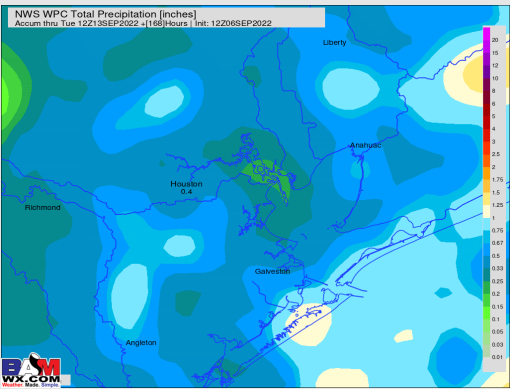 NWS WPC Total Precipitation [inches]
Accum thru Tue 12Z13SEP2022 +[168]Hours | Init: 12Z06SEP2022
Liberty
Anahuac
Houston
0.4
Richmond
Galveston
Angleton
20
15
12
10
8
6
5
4
3
2.5
2
1.75
1.5
1.25
1
0.75
0.67
0.5
0.33
0.25
0.2
0.15
0.1
0.05
0.03
0.01
BAM
WX.COM
Weather. Made. Simple.